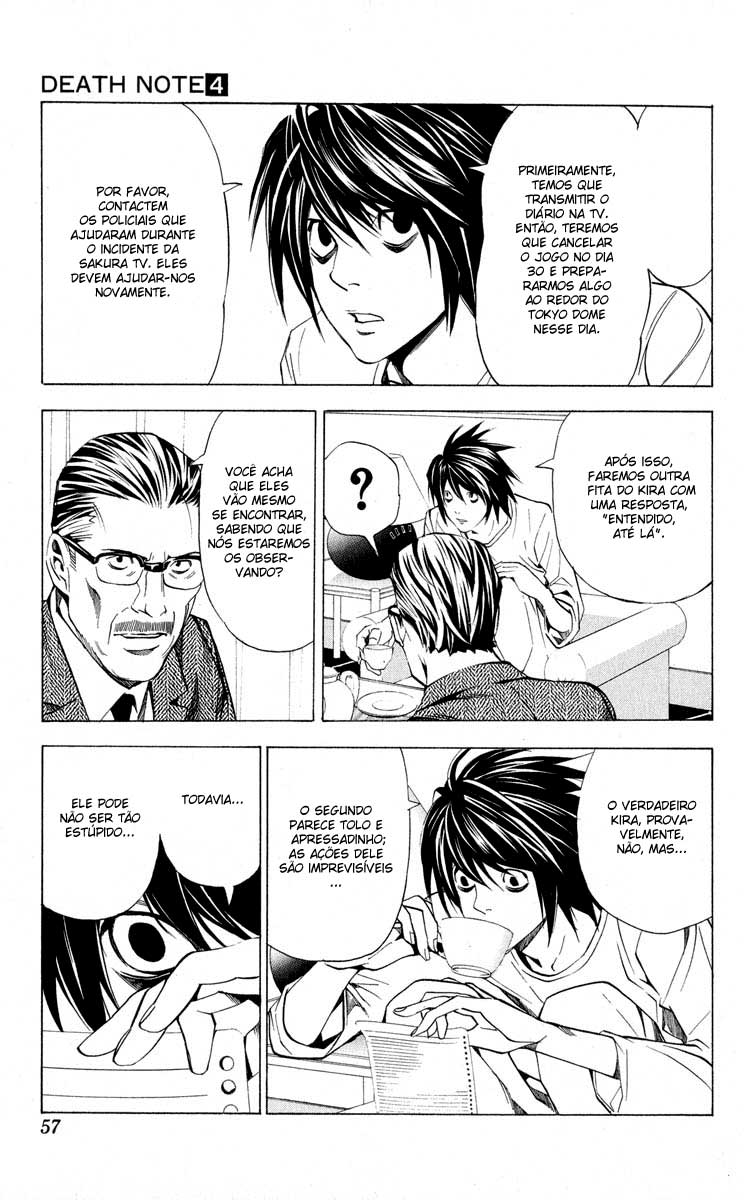 DEATH NOTE 4
PRIMEIRAMENTE,
TEMOS QUE
TRANSMITIR O
DIÁRIO NA TV.
ENTÃO, TEREMOS
QUE CANCELAR
O JOGO NO DIA
30 E PREPA-
RARMOS ALGO
AO REDOR DO
TOKYO DOME
NESSE DIA.
POR FAVOR,
CONTACTEM
OS POLICIAIS QUE
AJUDARAM DURANTE
O INCIDENTE DA
SAKURA TV. ELES
DEVEM AJUDAR-NOS
NOVAMENTE.
APÓS ISSO,
FAREMOS OUTRA
FITA DO KIRA COM
UMA RESPOSTA,
"ENTENDIDO,
ATÉ LÁ".
?
VOCÊ ACHA
QUE ELES
VÃO MESMO
SE ENCONTRAR,
SABENDO QUE
NÓS ESTAREMOS
OS OBSER-
VANDO?
O VERDADEIRO
KIRA, PROVA-
VELMENTE,
NÃO, MAS...
O SEGUNDO
PARECE TOLO E
APRESSADINHO;
AS AÇÕES DELE
SÃO IMPREVISÍVEIS
...
TODAVIA...
ELE PODE
NÃO SER TÃO
ESTÚPIDO...
57